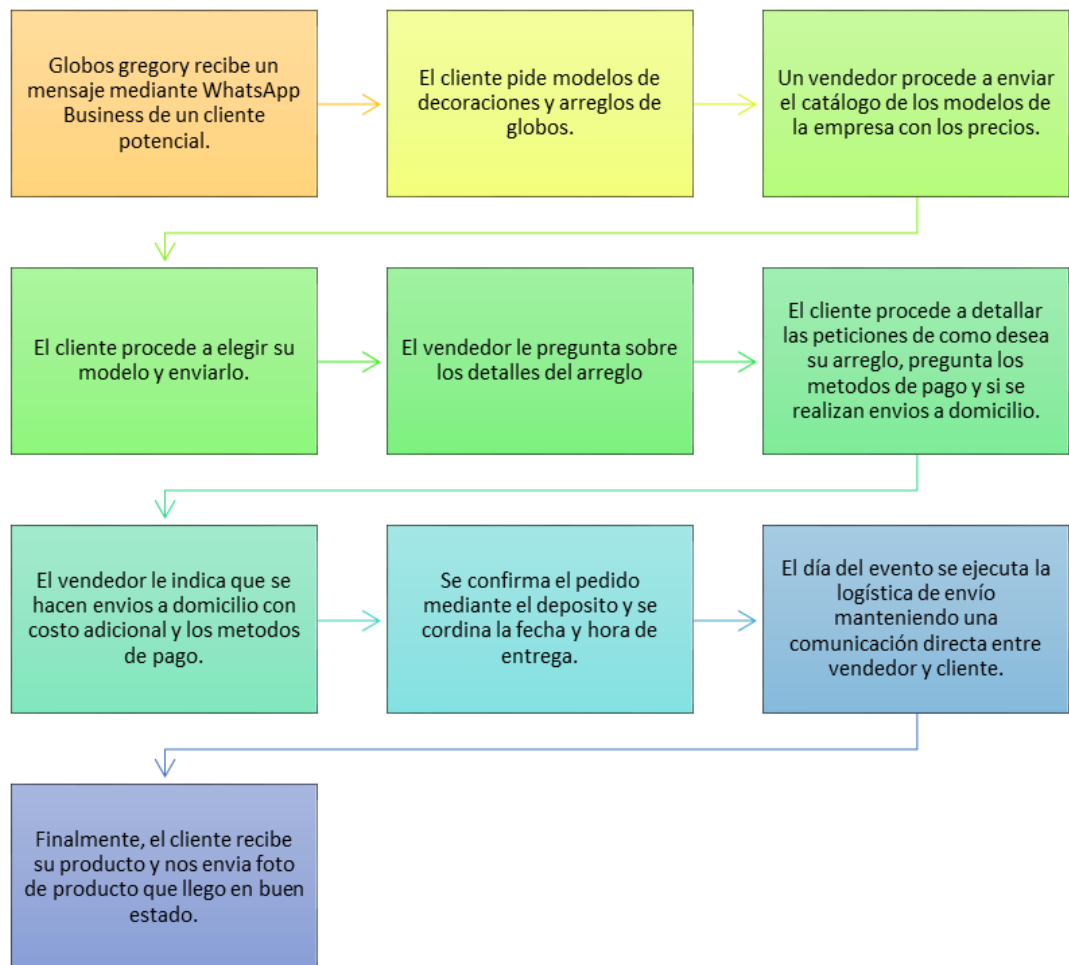 Globos gregory recibe un
mensaje mediante WhatsApp
Business de un cliente
potencial.
El cliente pide modelos de
decoraciones y arreglos de
globos.
Un vendedor procede a enviar
el catálogo de los modelos de
la empresa con los precios.
El cliente procede a elegir su
modelo y enviarlo.
El vendedor le pregunta sobre
los detalles del arreglo
El cliente procede a detallar
las peticiones de como desea
su arreglo, pregunta los
metodos de pago y si se
realizan envios a domicilio.
El vendedor le indica que se
hacen envios a domicilio con
costo adicional y los metodos
de pago.
Se confirma el pedido
mediante el deposito y se
cordina la fecha y hora de
entrega.
El día del evento se ejecuta la
logística de envío
manteniendo una
comunicación directa entre
vendedor y cliente.
Finalmente, el cliente recibe
su producto y nos envia foto
de producto que llego en buen
estado.